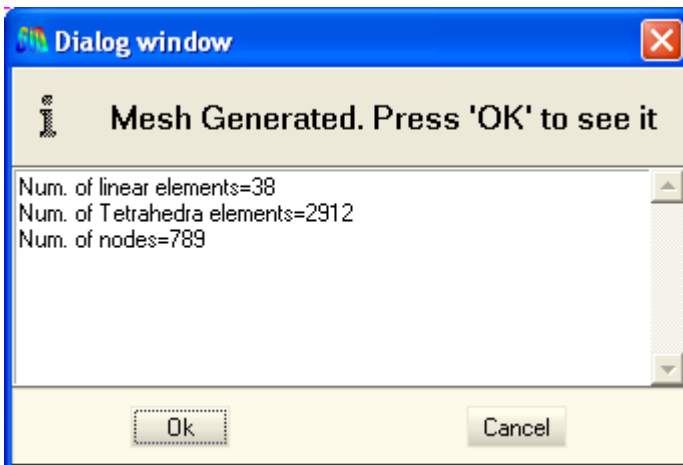 Dialog window
Mesh Generated. Press 'OK' to see it
Num. of linear elements=38
Num. of Tetrahedra elements=2912
Num. of nodes=789
Ok
Cancel